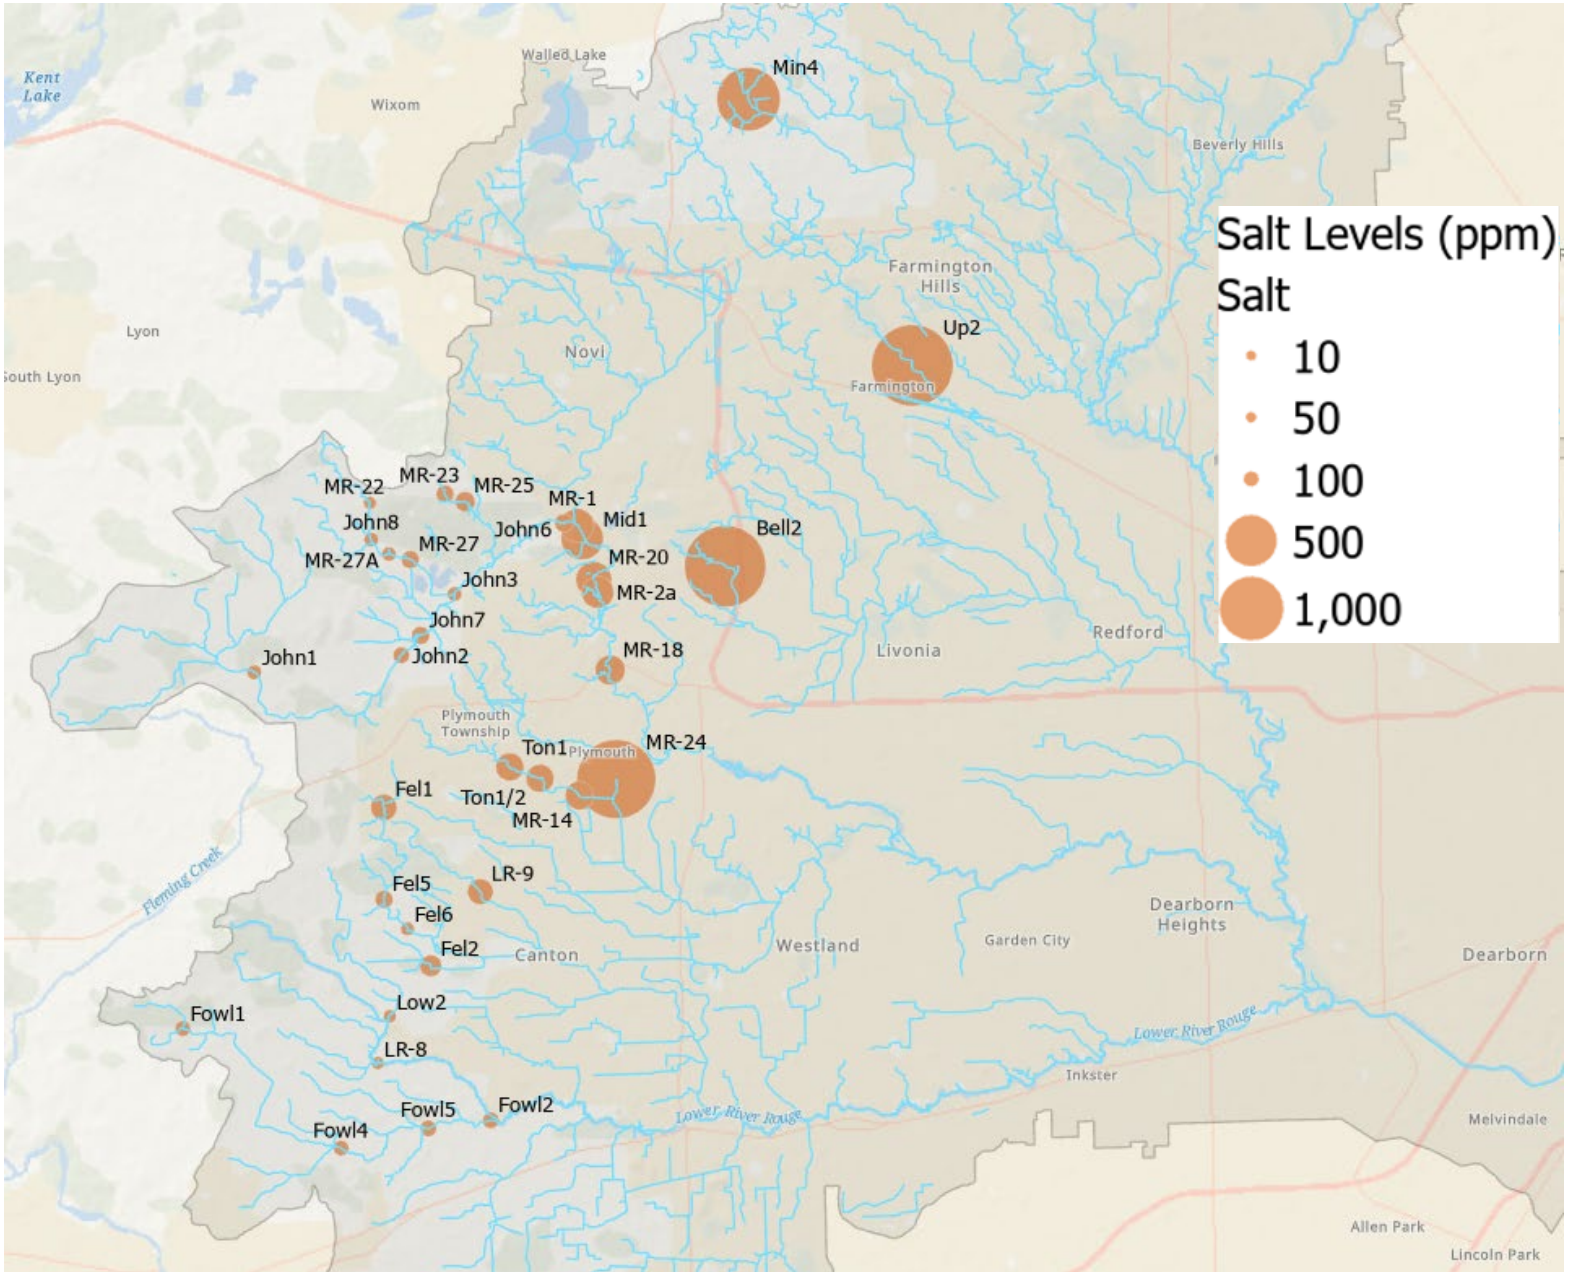 Walled Lake
Min4
Kent
Lake
Wixom
Beverly Hills
Salt Levels (ppm)
Salt
10
50
100
500
1,000
Farmington
Hills
Lyon
Up2
Novi
South Lyon
Farmington
MR-23
MR-22
MR-25
MR-1
John8
John6
Mid1
Bell2
MR-27
MR-27A
MR-20
John3
MR-2a
John7
Redford
John1
John2
MR-18
Livonia
Plymouth
Township
Ton1
Plymouth
MR-24
Fel1
Ton1/2
MR-14
Fleming Creek
Fel5
LR-9
Fel6
Dearborn
Heights
Fel2
Canton
Westland
Garden City
Dearborn
Low2
Fowl1
Lower River Rouge
LR-8
Inkster
Fowl5
Fowl2
Lower River Rouge
Fowl4
Melvindale
Allen Park
Lincoln Park